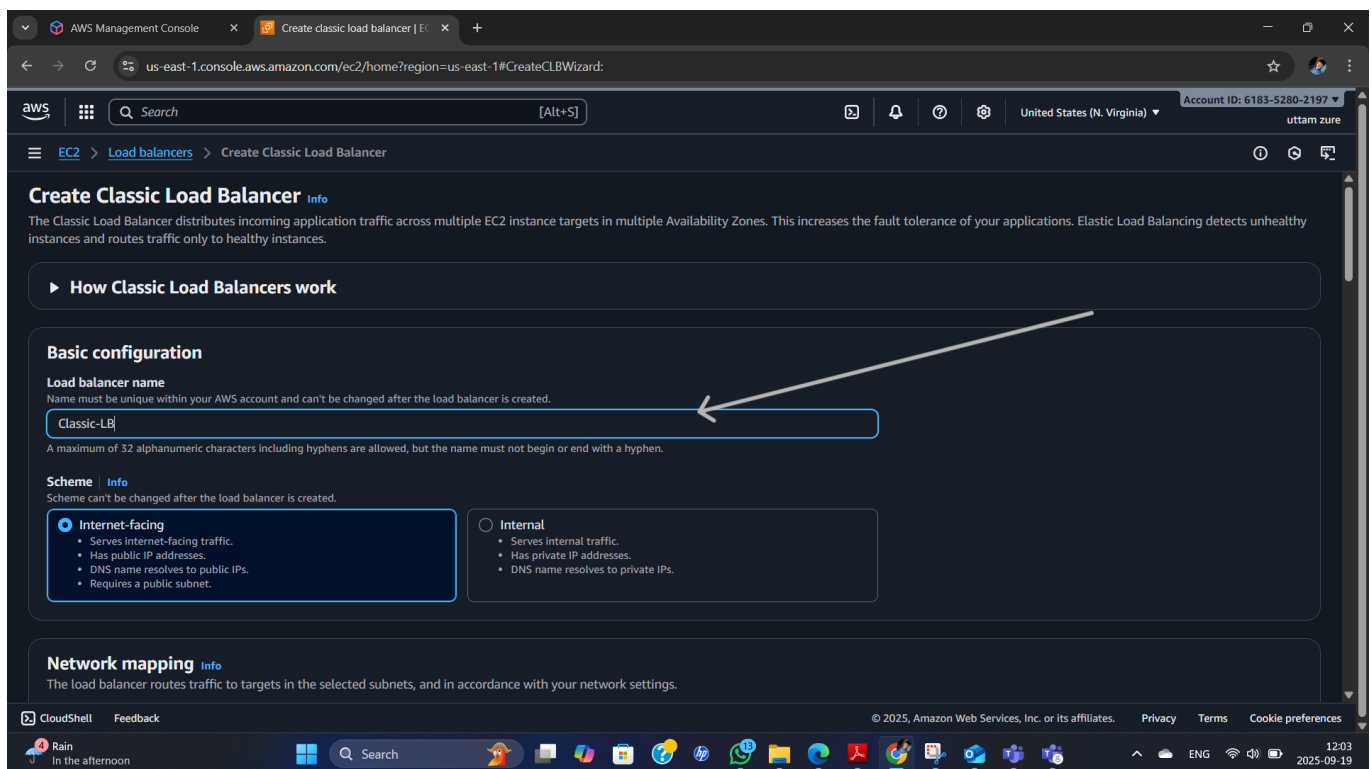 AWS Management Console
Create classic load balancer | EC
us-east-1.console.aws.amazon.com/ec2/home?region=us-east-1#CreateCLBWizard:
aws
Search [Alt+S]
United States (N. Virginia)
Account ID: 6183-5280-2197
uttam zure
EC2 > Load balancers > Create Classic Load Balancer
Create Classic Load Balancer Info
The Classic Load Balancer distributes incoming application traffic across multiple EC2 instance targets in multiple Availability Zones. This increases the fault tolerance of your applications. Elastic Load Balancing detects unhealthy
instances and routes traffic only to healthy instances.
How Classic Load Balancers work
Basic configuration
Load balancer name
Name must be unique within your AWS account and can't be changed after the load balancer is created.
Classic-LB
A maximum of 32 alphanumeric characters including hyphens are allowed, but the name must not begin or end with a hyphen.
Scheme | Info
Scheme can't be changed after the load balancer is created.
Internet-facing
• Serves internet-facing traffic.
• Has public IP addresses.
• DNS name resolves to public IPs.
• Requires a public subnet.
Internal
• Serves internal traffic.
• Has private IP addresses.
• DNS name resolves to private IPs.
Network mapping Info
The load balancer routes traffic to targets in the selected subnets, and in accordance with your network settings.
CloudShell Feedback © 2025, Amazon Web Services, Inc. or its affiliates. Privacy Terms Cookie preferences
4 Rain
In the afternoon
Search
13
ENG
12:03
2025-09-19